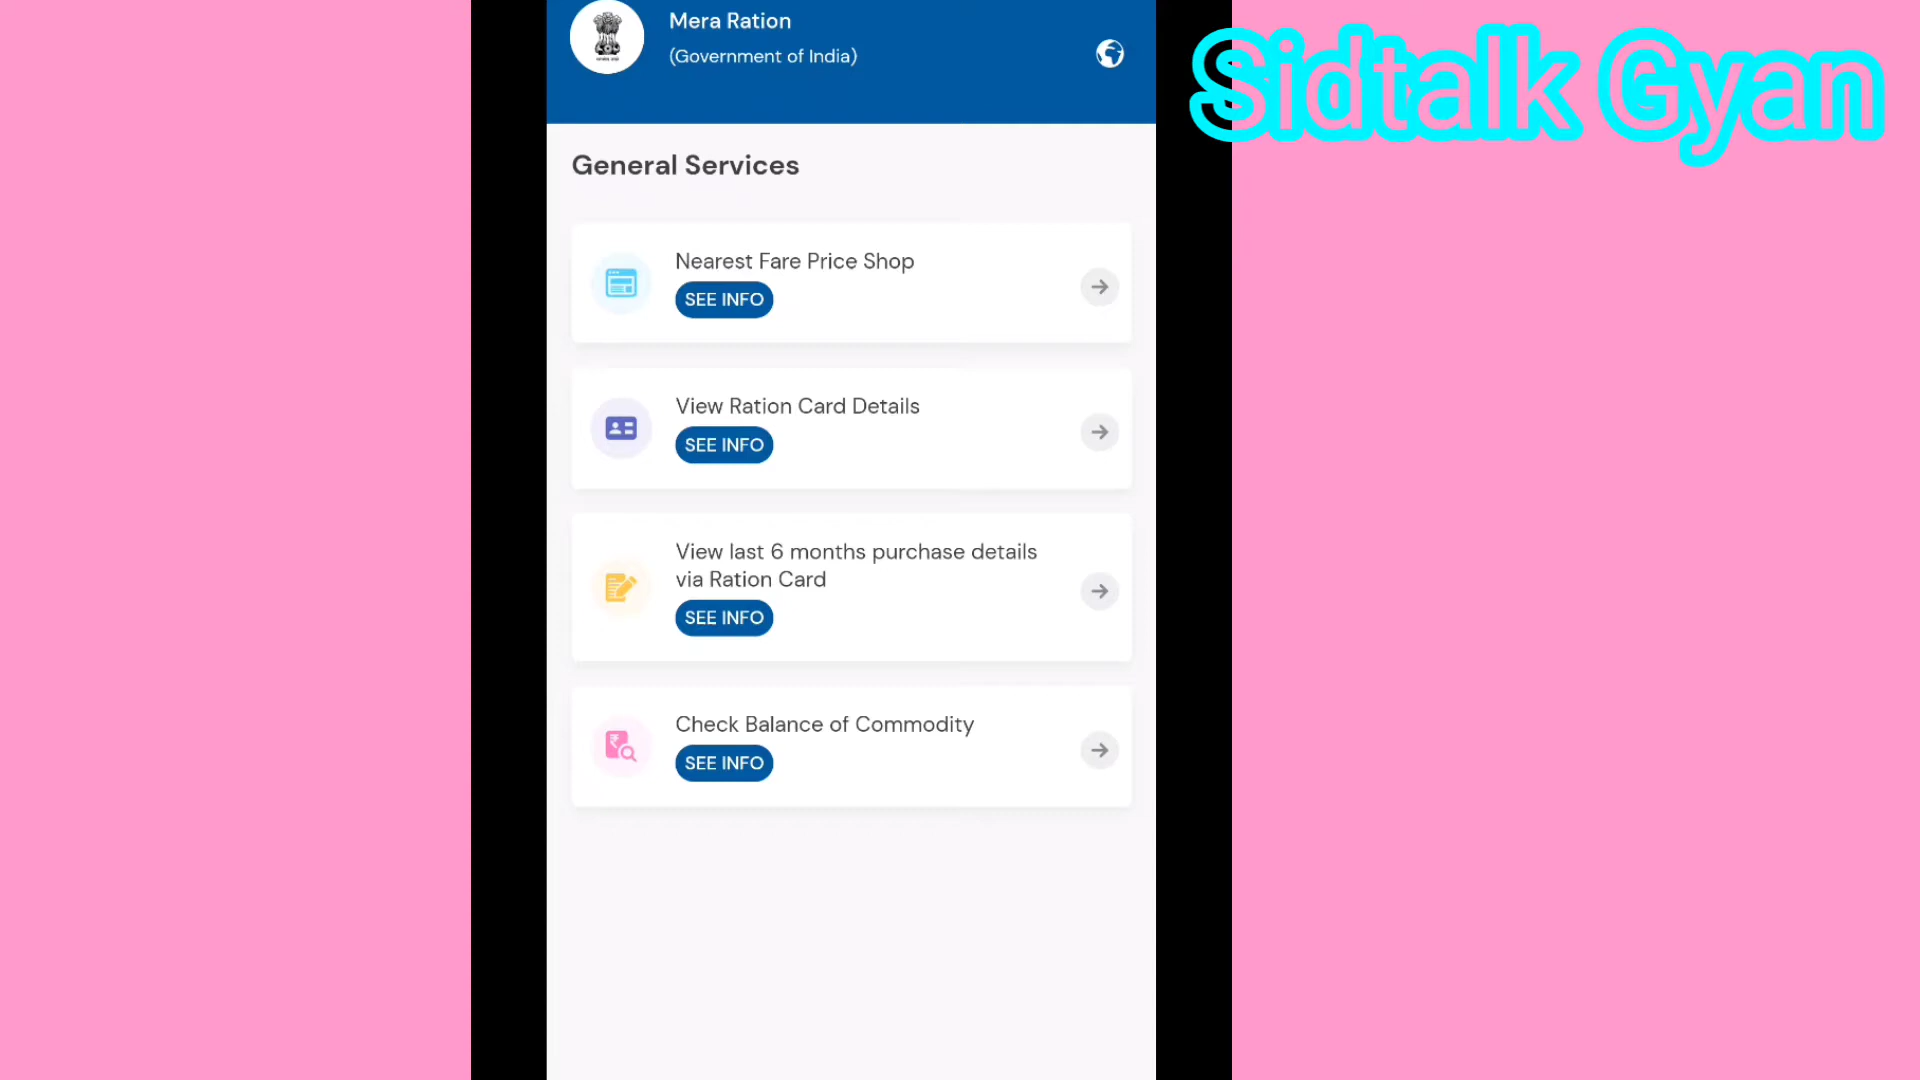 Mera Ration
(Government of India)
Sidtalk Gyan
General Services
Nearest Fare Price Shop
SEE INFO
View Ration Card Details
SEE INFO
View last 6 months purchase details
via Ration Card
SEE INFO
Check Balance of Commodity
SEE INFO